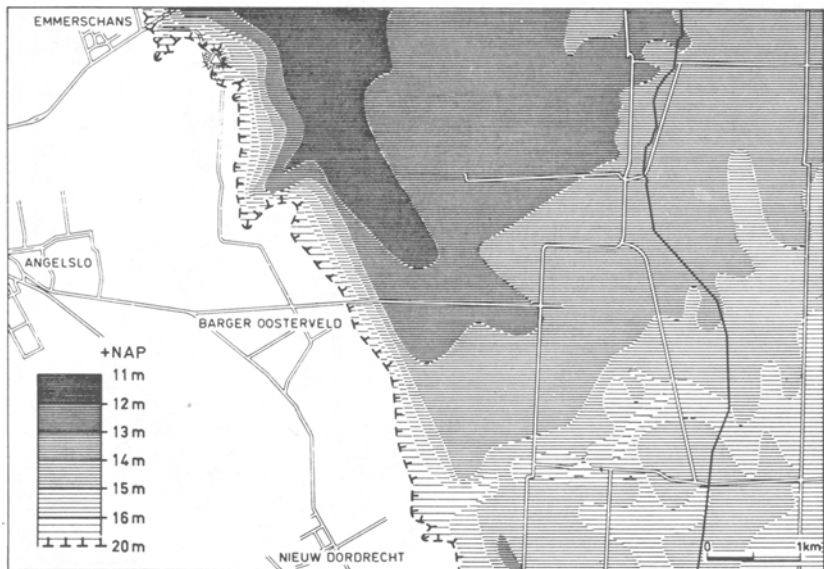 EMMERSCHANS
ANGELSLO
BARGER OOSTERVELD
+NAP
11 m
12 m
13 m
14 m
15 m
16 m
20 m
NIEUW DORDRECHT
0 1km